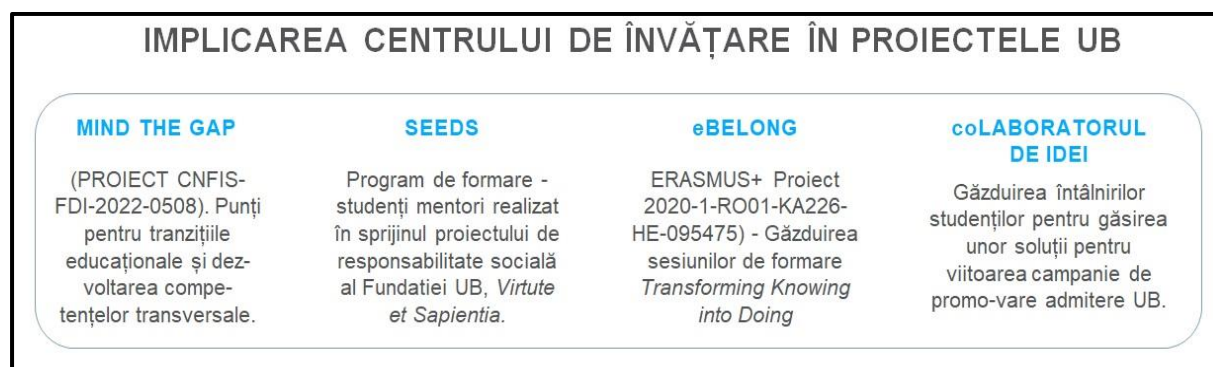 IMPLICAREA CENTRULUI DE ÎNVĂȚARE ÎN PROIECTELE UB
MIND THE GAP
(PROIECT CNFIS-
FDI-2022-0508). Punți
pentru tranzițiile
educaționale și dez-
voltarea compe-
tențelor transversale.
SEEDS
Program de formare -
studenți mentori realizat
în sprijinul proiectului de
responsabilitate socială
al Fundatiei UB, Virtute
et Sapientia.
eBELONG
ERASMUS+ Proiect
2020-1-RO01-KA226-
HE-095475) - Găzduirea
sesiunilor de formare
Transforming Knowing
into Doing
coLABORATORUL
DE IDEI
Găzduirea întâlnirilor
studenților pentru găsirea
unor soluții pentru
viitoarea campanie de
promo-vare admitere UB.